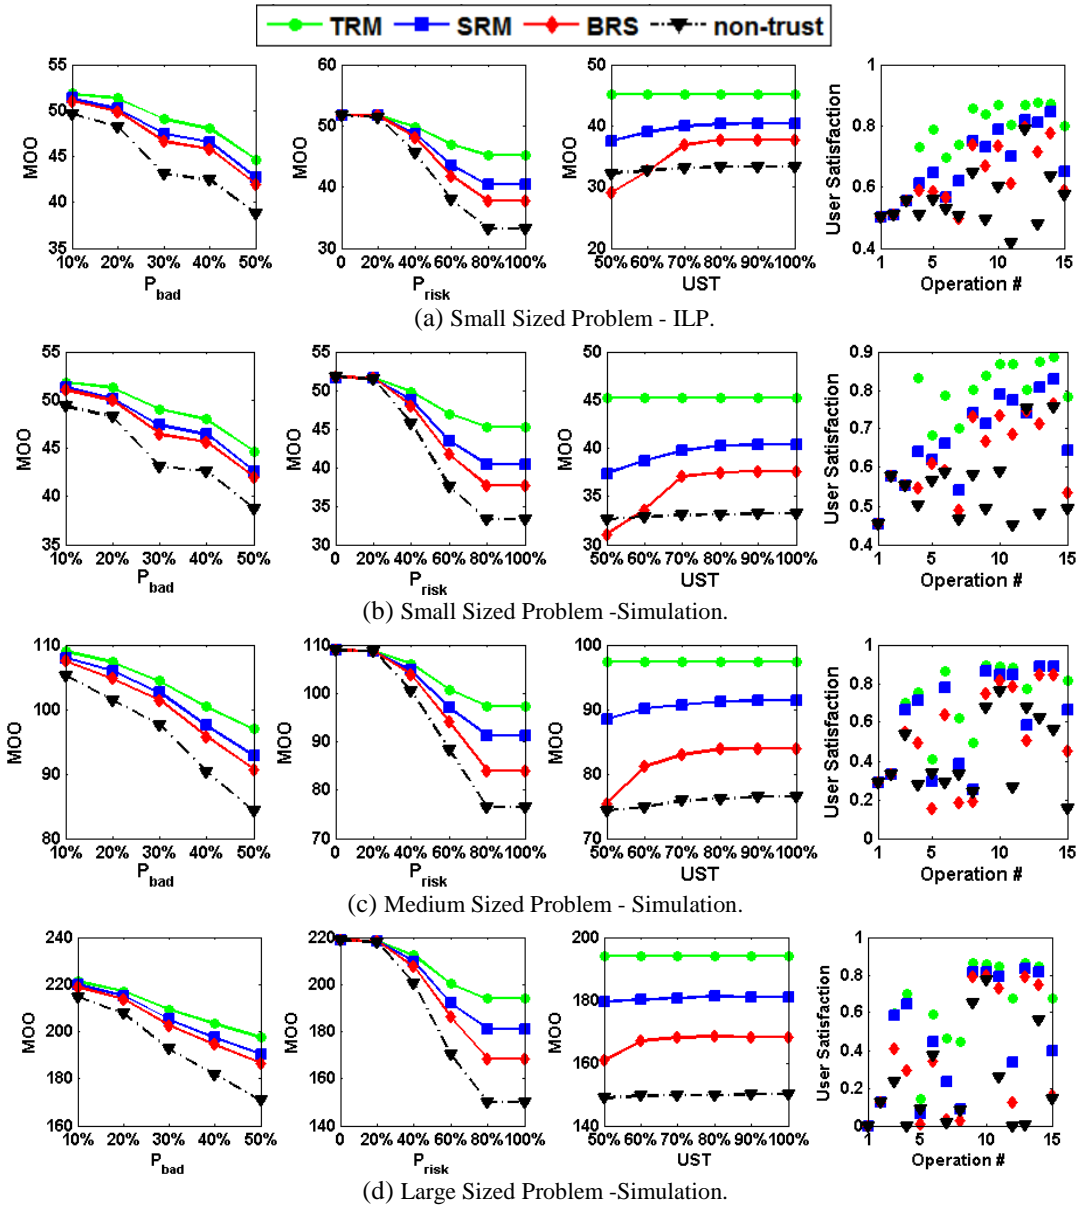 TRM SRM BRS non-trust
MOO
55
50
45
40
35
10% 20% 30% 40% 50%
P_bad
MOO
60
50
40
30
0 20% 40% 60% 80% 100%
P_risk
MOO
50
40
30
20
50% 60% 70% 80% 90% 100%
UST
User Satisfaction
1
0.8
0.6
0.4
1 5 10 15
Operation #
(a) Small Sized Problem - ILP.
MOO
55
50
45
40
35
30
10% 20% 30% 40% 50%
P_bad
MOO
55
50
45
40
35
30
0 20% 40% 60% 80% 100%
P_risk
MOO
50
45
40
35
33
30
50% 60% 70% 80% 90% 100%
UST
User Satisfaction
0.9
0.8
0.7
0.6
0.5
0.4
1 5 10 15
Operation #
(b) Small Sized Problem -Simulation.
MOO
110
100
90
80
10% 20% 30% 40% 50%
P_bad
MOO
110
100
90
80
70
0 20% 40% 60% 80% 100%
P_risk
MOO
100
90
80
70
50% 60% 70% 80% 90% 100%
UST
User Satisfaction
1
0.8
0.6
0.4
0.2
0
1 5 10 15
Operation #
(c) Medium Sized Problem - Simulation.
MOO
240
220
200
180
160
10% 20% 30% 40% 50%
P_bad
MOO
220
200
180
160
140
0 20% 40% 60% 80% 100%
P_risk
MOO
200
180
160
140
50% 60% 70% 80% 90% 100%
UST
User Satisfaction
1
0.8
0.6
0.4
0.2
0
1 5 10 15
Operation #
(d) Large Sized Problem -Simulation.